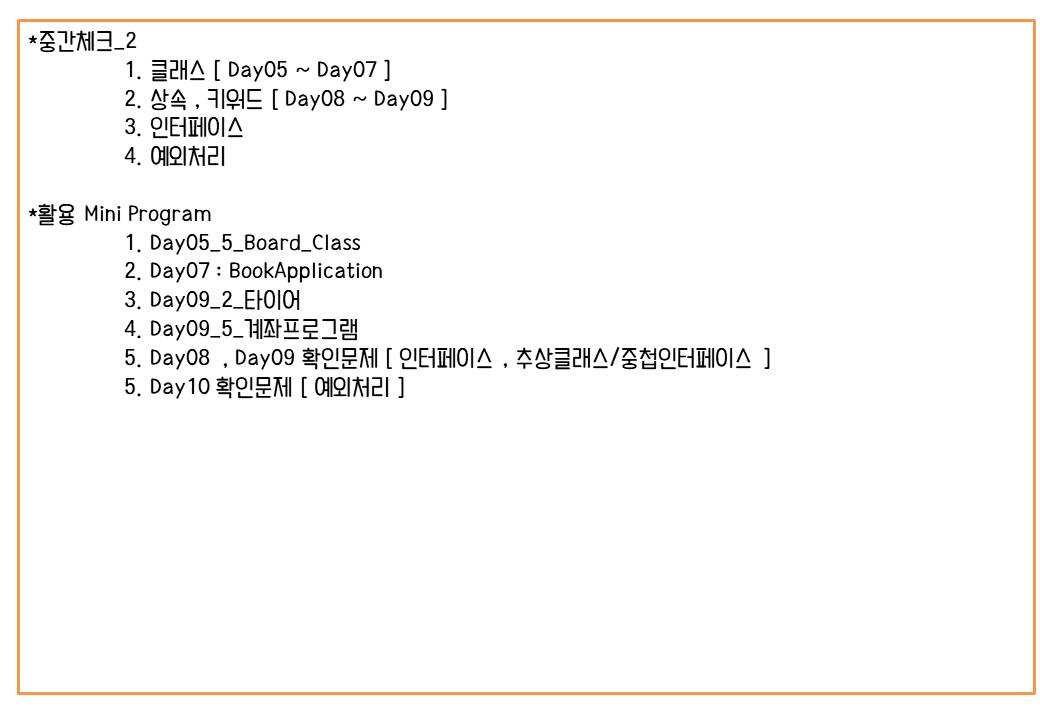 *중간체크_2
1. 클래스 [ Day05 ~ Day07 ]
2. 상속 , 키워드 [ Day08 ~ Day09 ]
3. 인터페이스
4. 예외처리
*활용 Mini Program
1. Day05_5_Board_Class
2. Day07 : BookApplication
3. Day09_2_타이어
4. Day09_5_계좌프로그램
5. Day08 , Day09 확인문제 [ 인터페이스 , 추상클래스/중첩인터페이스 ]
5. Day10 확인문제 [ 예외처리 ]